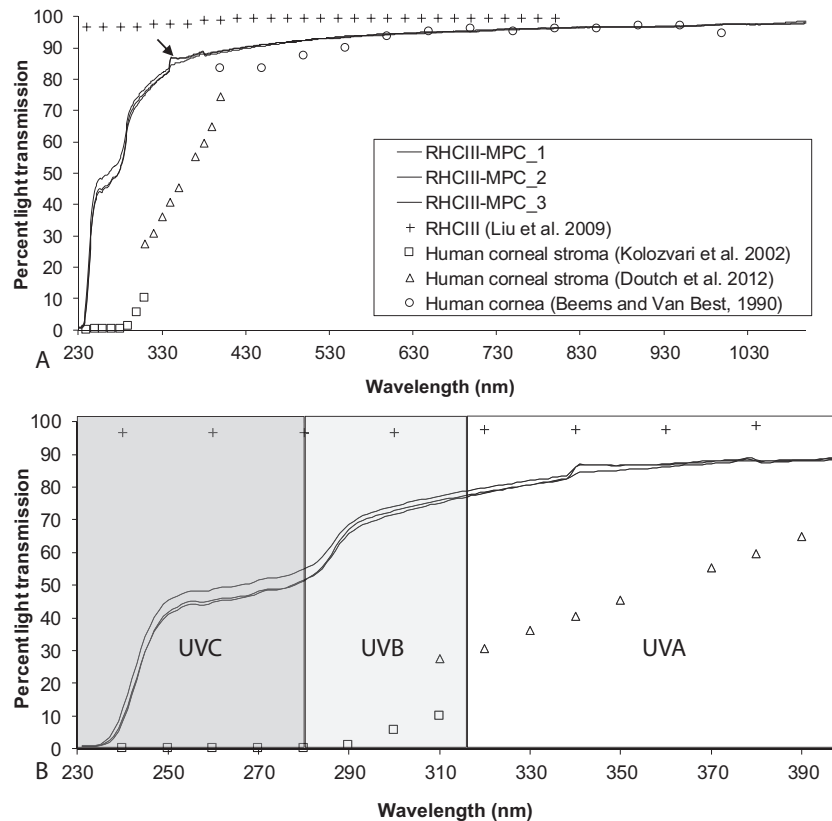 100
90
80
70
60
50
40
30
20
10
0
Percent light transmission
RHCIII-MPC_1
RHCIII-MPC_2
RHCIII-MPC_3
RHCIII (Liu et al. 2009)
Human corneal stroma (Kolozvari et al. 2002)
Human corneal stroma (Doutch et al. 2012)
Human cornea (Beems and Van Best, 1990)
230 330 430 530 630 730 830 930 1030
A
Wavelength (nm)
100
90
80
70
60
50
40
30
20
10
0
Percent light transmission
UVC UVB UVA
230 250 270 290 310 330 350 370 390
B
Wavelength (nm)